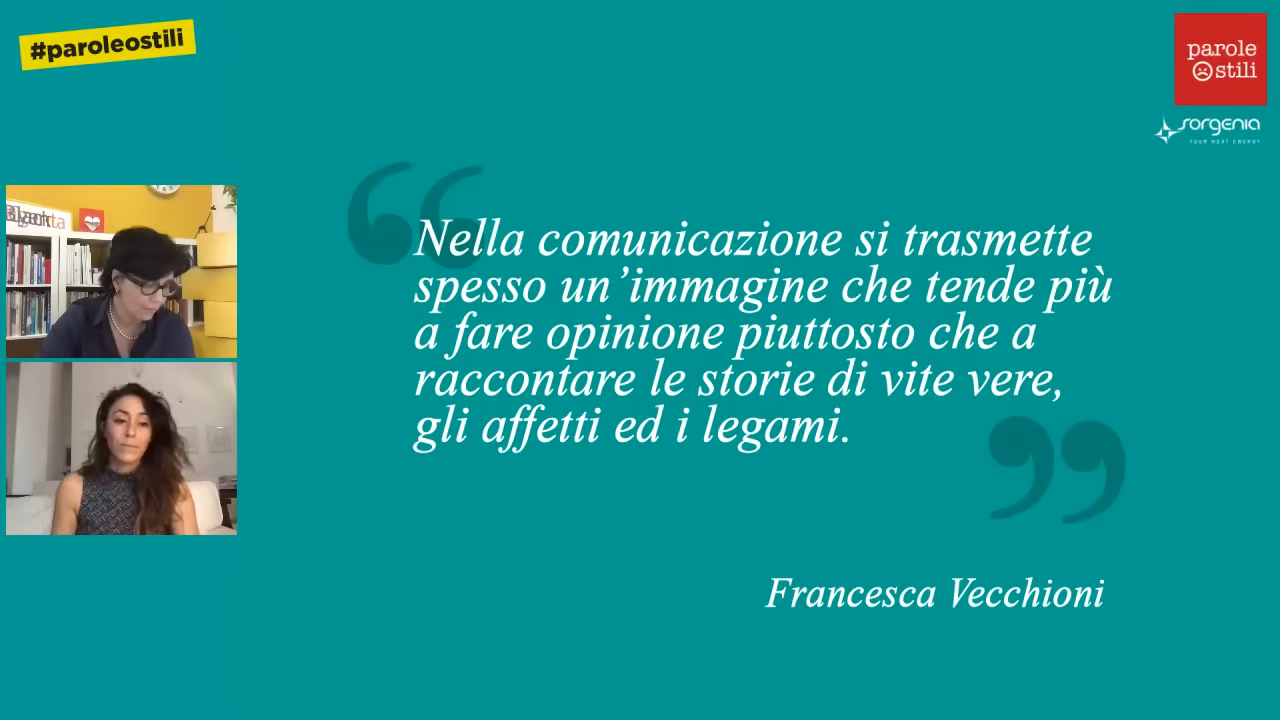 #paroleostili
parole
stili
sorgenia
YOUR NEXT ENERGY
Nella comunicazione si trasmette
spesso un’immagine che tende più
a fare opinione piuttosto che a
raccontare le storie di vite vere,
gli affetti ed i legami.
Francesca Vecchioni